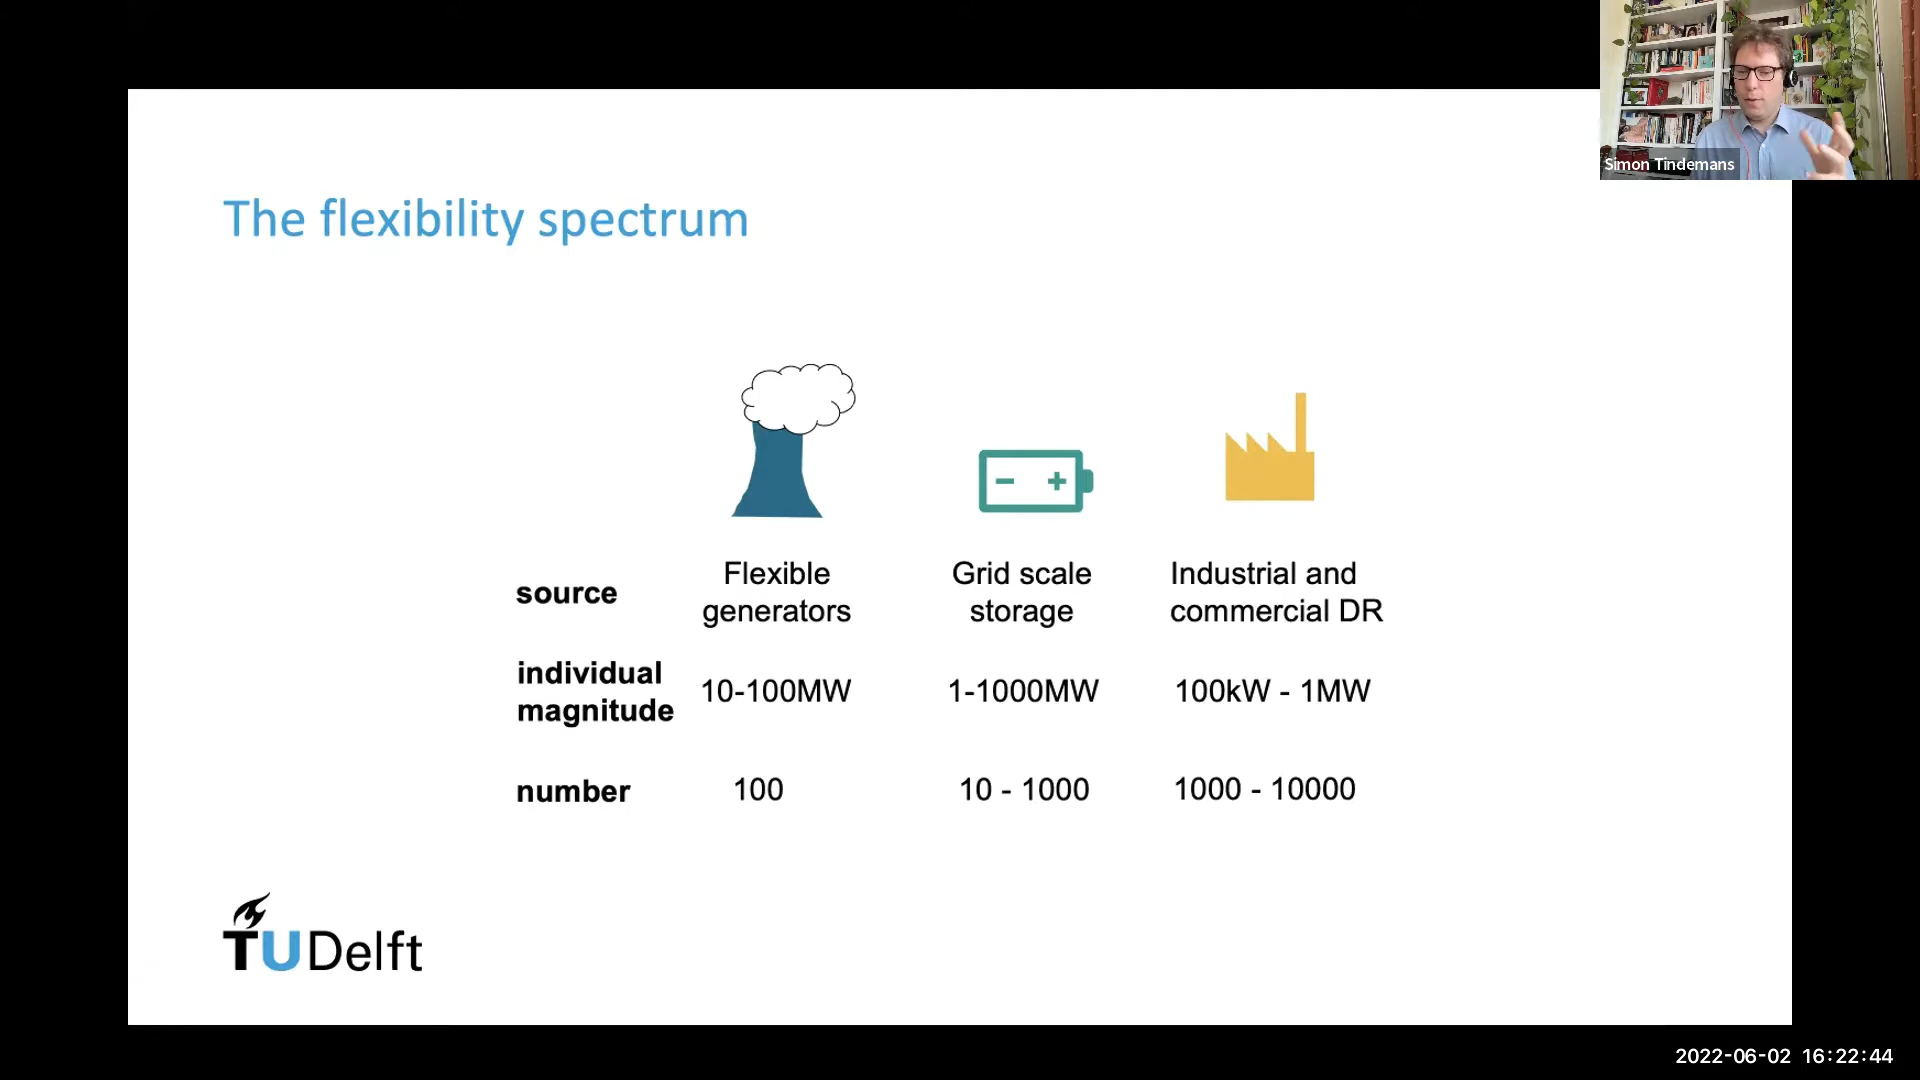 Simon Tindemans
The flexibility spectrum
− +
source
Flexible
generators
Grid scale
storage
Industrial and
commercial DR
individual
magnitude
10-100MW
1-1000MW
100kW - 1MW
number
100
10 - 1000
1000 - 10000
TUDelft
2022-06-02 16:22:44